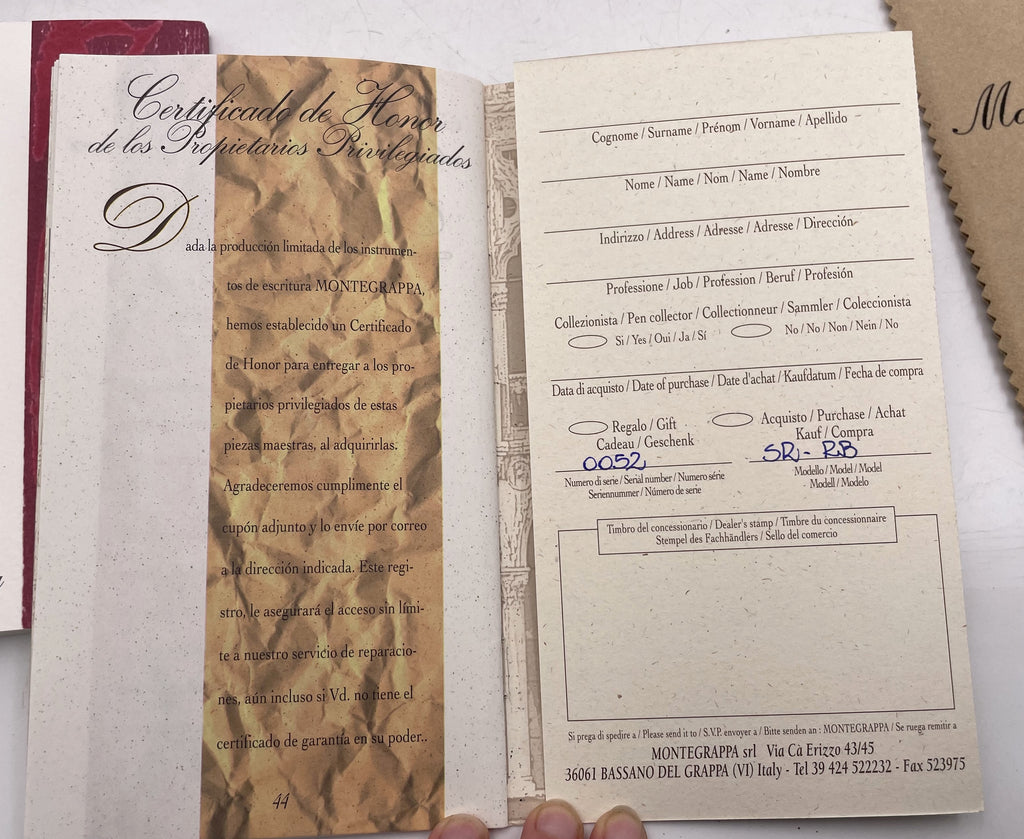 Certificado de Honor
de los Propietarios Privilegiados
Dada la producción limitada de los instrumen-
tos de escritura MONTEGRAPPA,
hemos establecido un Certificado
de Honor para entregar a los pro-
pietarios privilegiados de estas
piezas maestras, al adquirirlas.
Agradeceremos cumplimente el
cupón adjunto y lo envíe por correo
a la dirección indicada. Este regi-
stro, le asegurará el acceso sin lími-
te a nuestro servicio de reparacio-
nes, aún incluso si Vd. no tiene el
certificado de garantía en su poder..
44
Cognome / Surname / Prénom / Vorname / Apellido
Nome / Name / Nom / Name / Nombre
Indirizzo / Address / Adresse / Adresse / Dirección
Professione / Job / Profession / Beruf / Profesión
Collezionista / Pen collector / Collectionneur / Sammler / Coleccionista
Si / Yes / Oui / Ja / Sí
No / No / Non / Nein / No
Data di acquisto / Date of purchase / Date d'achat / Kaufdatum / Fecha de compra
Regalo / Gift
Cadeau / Geschenk
Acquisto / Purchase / Achat
Kauf / Compra
0052
SR - RB
Numero di serie / Serial number / Numero série
Seriennummer / Número de serie
Modello / Model / Model
Modell / Modelo
Timbro del concessionario / Dealer's stamp / Timbre du concessionnaire
Stempel des Fachhändlers / Sello del comercio
Si prega di spedire a / Please send it to / S.V.P. envoyer a / Bitte senden an : MONTEGRAPPA / Se ruega remitir a
MONTEGRAPPA srl Via Cà Erizzo 43/45
36061 BASSANO DEL GRAPPA (VI) Italy - Tel 39 424 522232 - Fax 523975
Mo